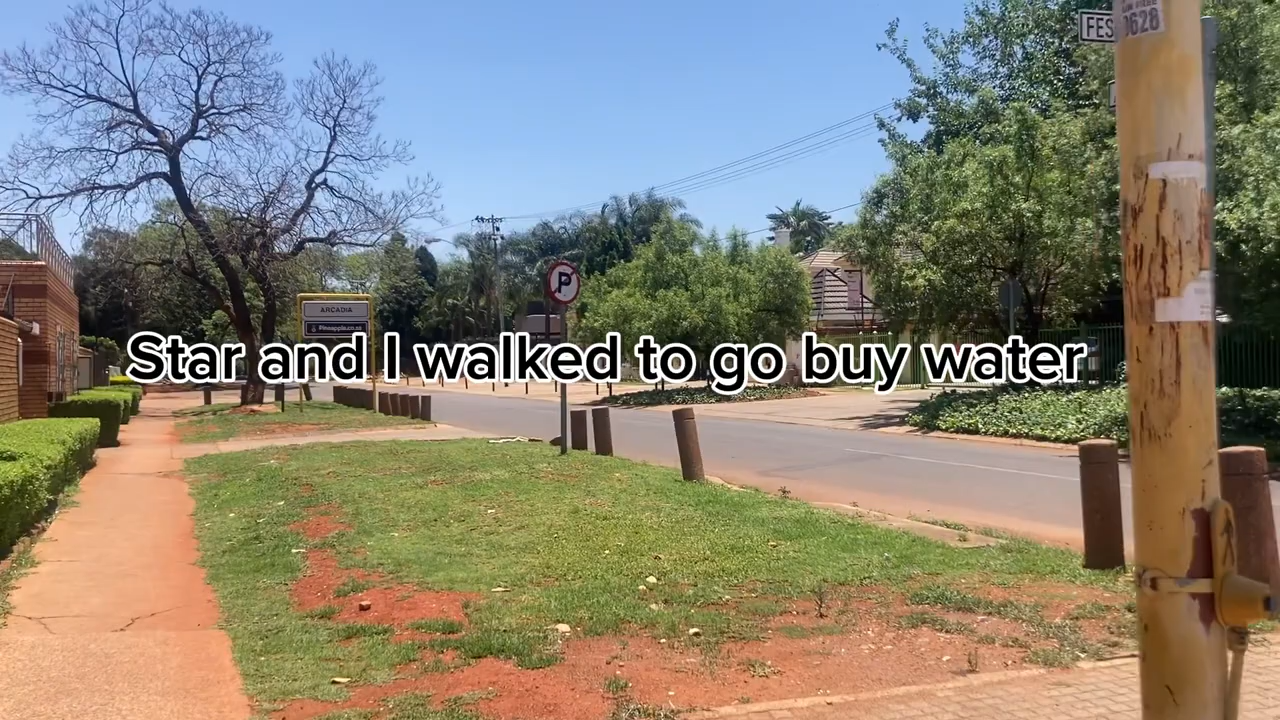 FES
0628
ARCADIA
Pineapple.co.za
P
Star and I walked to go buy water